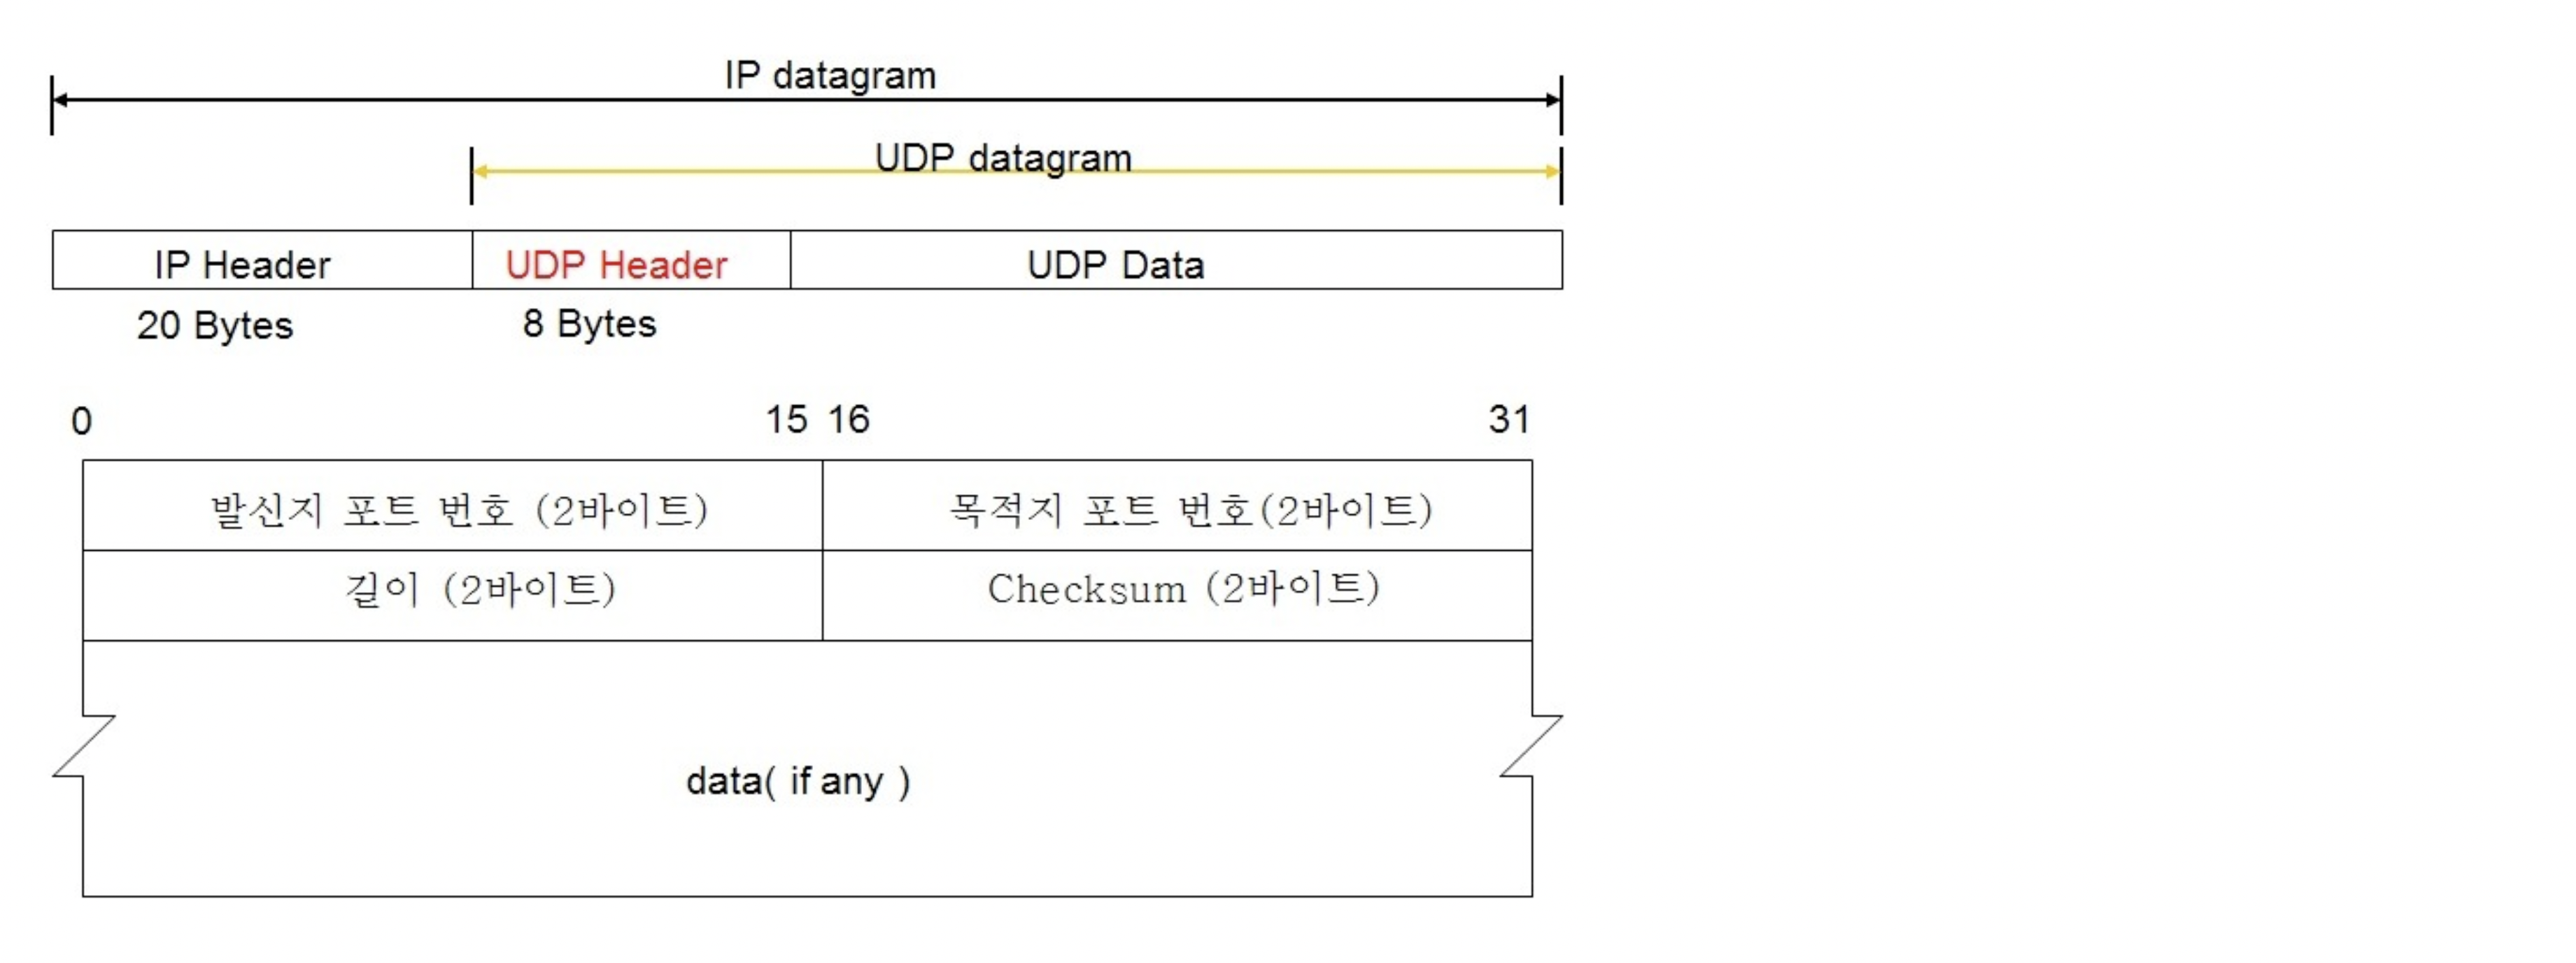 IP datagram
UDP datagram
IP Header UDP Header UDP Data
20 Bytes 8 Bytes
0 15 16 31
발신지 포트 번호 (2바이트) 목적지 포트 번호(2바이트)
길이 (2바이트) Checksum (2바이트)
data( if any )